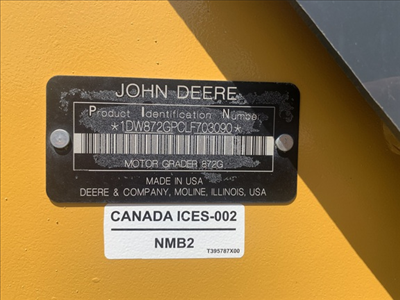 JOHN DEERE
Product Identification Number
*1DW872GPCLF703090*
MOTOR GRADER 872G
MADE IN USA
DEERE & COMPANY, MOLINE, ILLINOIS, USA
CANADA ICES-002
NMB2
T395787X00